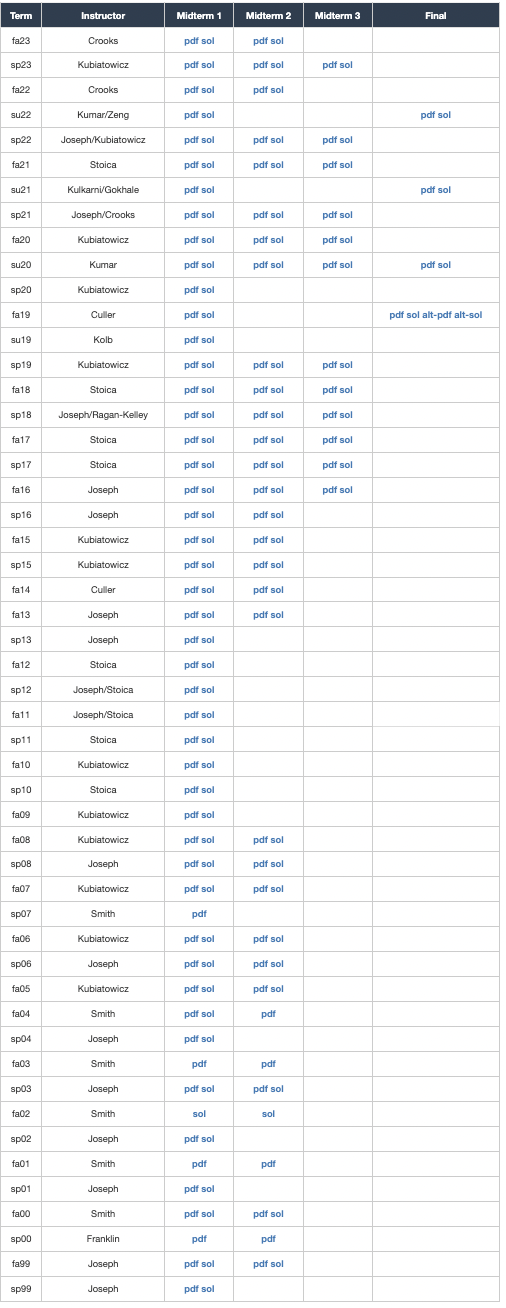 Term Instructor Midterm 1 Midterm 2 Midterm 3 Final
fa23 Crooks pdf sol pdf sol
sp23 Kubiatowicz pdf sol pdf sol pdf sol
fa22 Crooks pdf sol pdf sol
su22 Kumar/Zeng pdf sol pdf sol
sp22 Joseph/Kubiatowicz pdf sol pdf sol pdf sol
fa21 Stoica pdf sol pdf sol pdf sol
su21 Kulkarni/Gokhale pdf sol pdf sol
sp21 Joseph/Crooks pdf sol pdf sol pdf sol
fa20 Kubiatowicz pdf sol pdf sol pdf sol
su20 Kumar pdf sol pdf sol pdf sol pdf sol
sp20 Kubiatowicz pdf sol
fa19 Culler pdf sol pdf sol alt-pdf alt-sol
su19 Kolb pdf sol
sp19 Kubiatowicz pdf sol pdf sol pdf sol
fa18 Stoica pdf sol pdf sol pdf sol
sp18 Joseph/Ragan-Kelley pdf sol pdf sol pdf sol
fa17 Stoica pdf sol pdf sol pdf sol
sp17 Stoica pdf sol pdf sol pdf sol
fa16 Joseph pdf sol pdf sol pdf sol
sp16 Joseph pdf sol pdf sol
fa15 Kubiatowicz pdf sol pdf sol
sp15 Kubiatowicz pdf sol pdf sol
fa14 Culler pdf sol pdf sol
fa13 Joseph pdf sol pdf sol
sp13 Joseph pdf sol
fa12 Stoica pdf sol
sp12 Joseph/Stoica pdf sol
fa11 Joseph/Stoica pdf sol
sp11 Stoica pdf sol
fa10 Kubiatowicz pdf sol
sp10 Stoica pdf sol
fa09 Kubiatowicz pdf sol
fa08 Kubiatowicz pdf sol pdf sol
sp08 Joseph pdf sol pdf sol
fa07 Kubiatowicz pdf sol pdf sol
sp07 Smith pdf
fa06 Kubiatowicz pdf sol pdf sol
sp06 Joseph pdf sol pdf sol
fa05 Kubiatowicz pdf sol pdf sol
fa04 Smith pdf sol pdf
sp04 Joseph pdf sol
fa03 Smith pdf pdf
sp03 Joseph pdf sol pdf sol
fa02 Smith sol sol
sp02 Joseph pdf sol
fa01 Smith pdf pdf
sp01 Joseph pdf sol
fa00 Smith pdf sol pdf sol
sp00 Franklin pdf pdf
fa99 Joseph pdf sol pdf sol
sp99 Joseph pdf sol